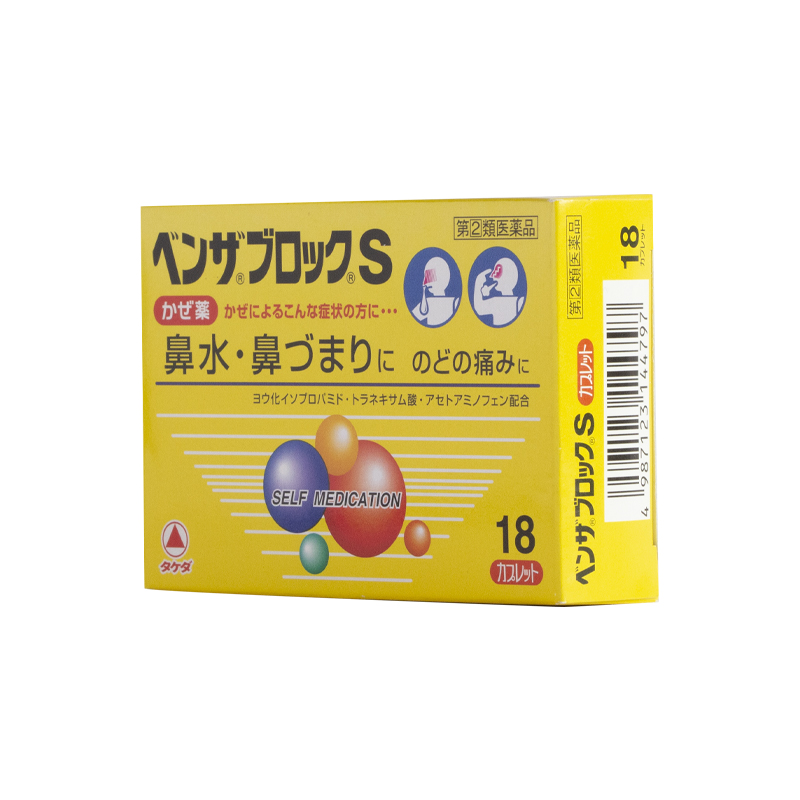 ベンザ®ブロック®S
第②類医薬品
かぜ薬 かぜによるこんな症状の方に・・・
鼻水・鼻づまりに のどの痛みに
ヨウ化イソプロパミド・トラネキサム酸・アセトアミノフェン配合
SELF MEDICATION
18
カプレット
タケダ
第②類医薬品
18
カプレット
ベンザ®ブロック®S カプレット
4 987123 144797